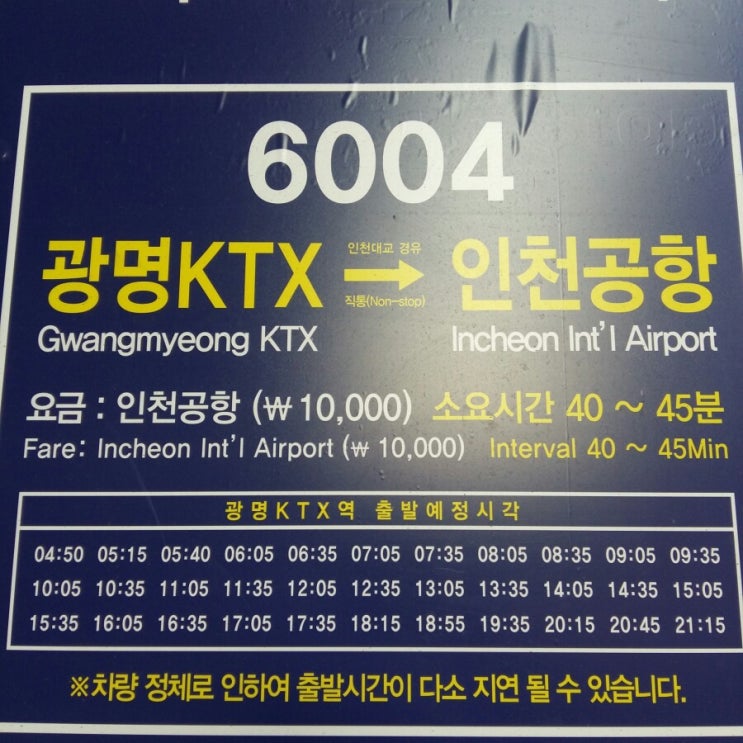 6004
광명KTX 인천대교 경유 → 직통(Non-stop) 인천공항
Gwangmyeong KTX Incheon Int'l Airport
요금 : 인천공항 (₩ 10,000) 소요시간 40 ~ 45분
Fare: Incheon Int'l Airport (₩ 10,000) Interval 40 ~ 45Min
광명KTX역 출발예정시각
04:50 05:15 05:40 06:05 06:35 07:05 07:35 08:05 08:35 09:05 09:35
10:05 10:35 11:05 11:35 12:05 12:35 13:05 13:35 14:05 14:35 15:05
15:35 16:05 16:35 17:05 17:35 18:15 18:55 19:35 20:15 20:45 21:15
※차량 정체로 인하여 출발시간이 다소 지연 될 수 있습니다.